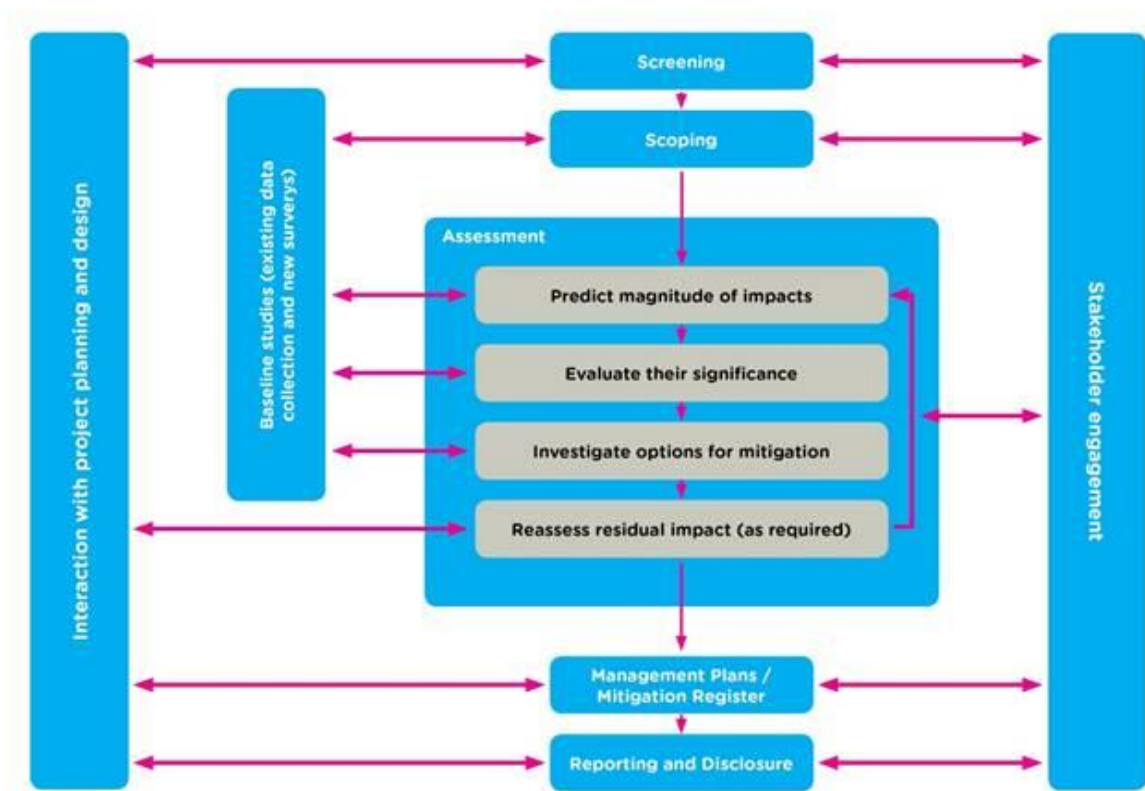 Interaction with project planning and design
Baseline studies (existing data
collection and new surverys)
Screening
Scoping
Assessment
Predict magnitude of impacts
Evaluate their significance
Investigate options for mitigation
Reassess residual impact (as required)
Management Plans /
Mitigation Register
Reporting and Disclosure
Stakeholder engagement